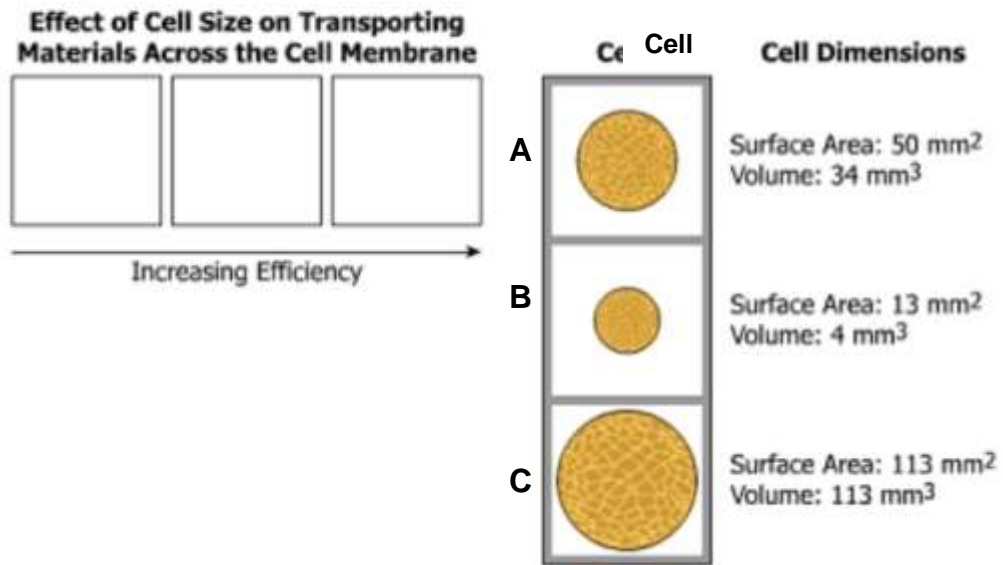 Effect of Cell Size on Transporting
Materials Across the Cell Membrane
Increasing Efficiency
Cell
Cell Dimensions
A
Surface Area: 50 mm2
Volume: 34 mm3
B
Surface Area: 13 mm2
Volume: 4 mm3
C
Surface Area: 113 mm2
Volume: 113 mm3